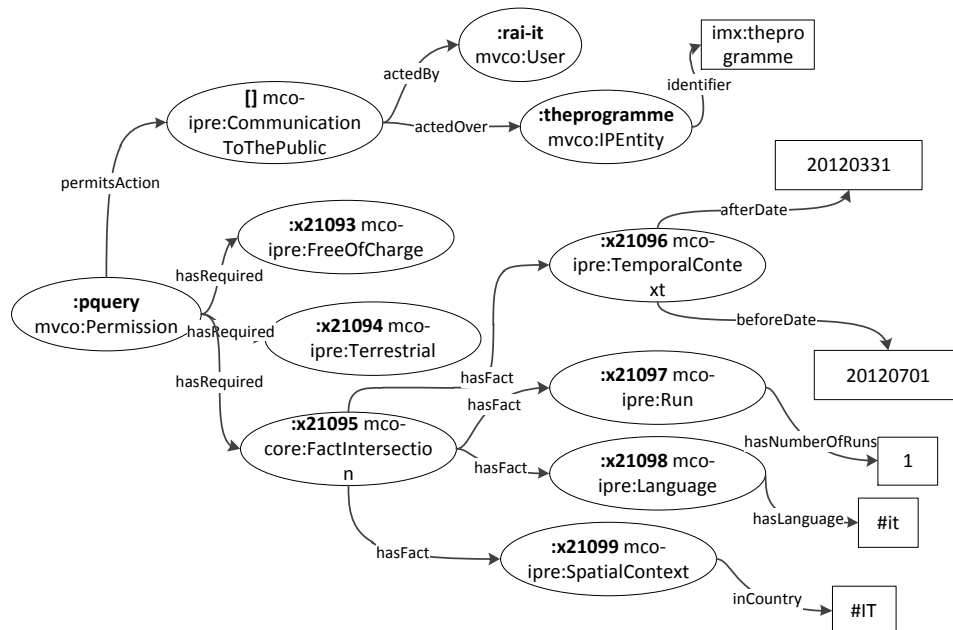 :rai-it
mvco:User
imx:thepro
gramme
actedBy
identifier
[] mco-
ipre:Communication
ToThePublic
actedOver
:theprogramme
mvco:IPEntity
permitsAction
20120331
afterDate
:x21093 mco-
ipre:FreeOfCharge
:x21096 mco-
ipre:TemporalConte
xt
hasRequired
:pquery
mvco:Permission
hasRequired
:x21094 mco-
ipre:Terrestrial
beforeDate
hasRequired
hasFact
:x21097 mco-
ipre:Run
20120701
hasFact
:x21095 mco-
core:FactIntersectio
n
hasNumberOfRuns
1
hasFact
:x21098 mco-
ipre:Language
hasLanguage
#it
hasFact
:x21099 mco-
ipre:SpatialContext
inCountry
#IT